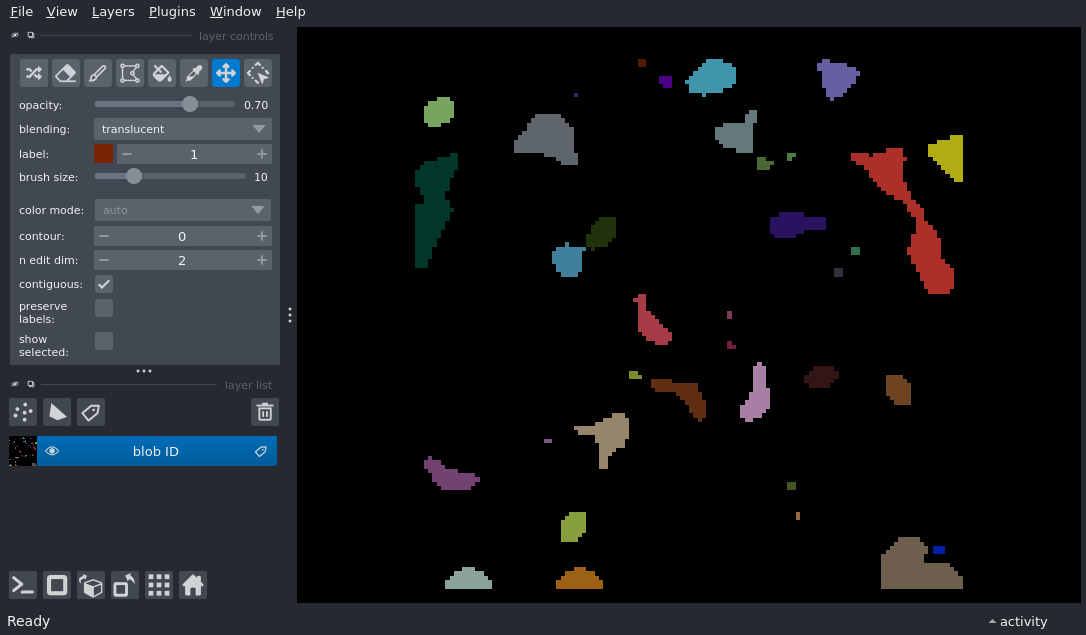 File View Layers Plugins Window Help
layer controls
opacity: 0.70
blending: translucent
label: 1
brush size: 10
color mode: auto
contour: 0
n edit dim: 2
contiguous:
preserve
labels:
show
selected:
layer list
blob ID
Ready activity